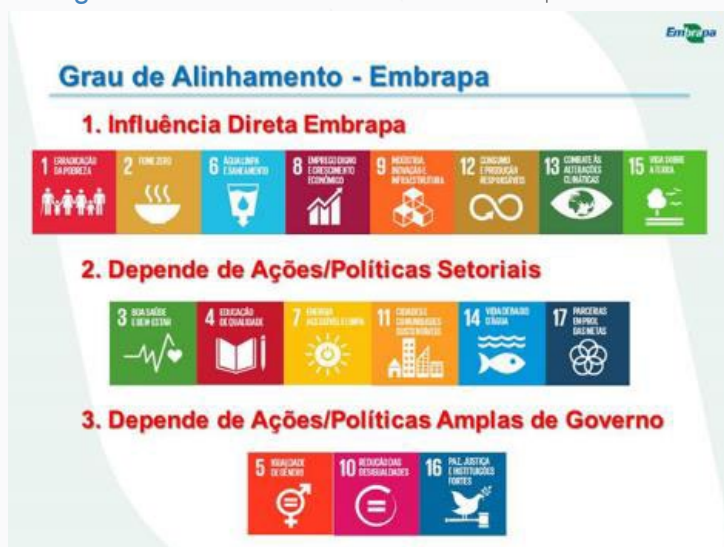 Embrapa
Grau de Alinhamento - Embrapa
1. Influência Direta Embrapa
1 ERRADICAÇÃO
DA POBREZA
2 FOME ZERO
6 ÁGUA LIMPA
E SANEAMENTO
8 EMPREGO DIGNO
E CRESCIMENTO
ECONÔMICO
9 INDÚSTRIA,
INOVAÇÃO E
INFRAESTRUTURA
12 CONSUMO
E PRODUÇÃO
RESPONSÁVEIS
13 COMBATE ÀS
ALTERAÇÕES
CLIMÁTICAS
15 VIDA SOBRE
A TERRA
2. Depende de Ações/Políticas Setoriais
3 BOA SAÚDE
E BEM ESTAR
4 EDUCAÇÃO
DE QUALIDADE
7 ENERGIA
ACESSÍVEL E LIMPA
11 CIDADES E
COMUNIDADES
SUSTENTÁVEIS
14 VIDA DEBAIXO
D'ÁGUA
17 PARCERIAS
EM PROL
DAS METAS
3. Depende de Ações/Políticas Amplas de Governo
5 IGUALDADE
DE GÊNERO
10 REDUÇÃO DAS
DESIGUALDADES
16 PAZ, JUSTIÇA
E INSTITUIÇÕES
FORTES